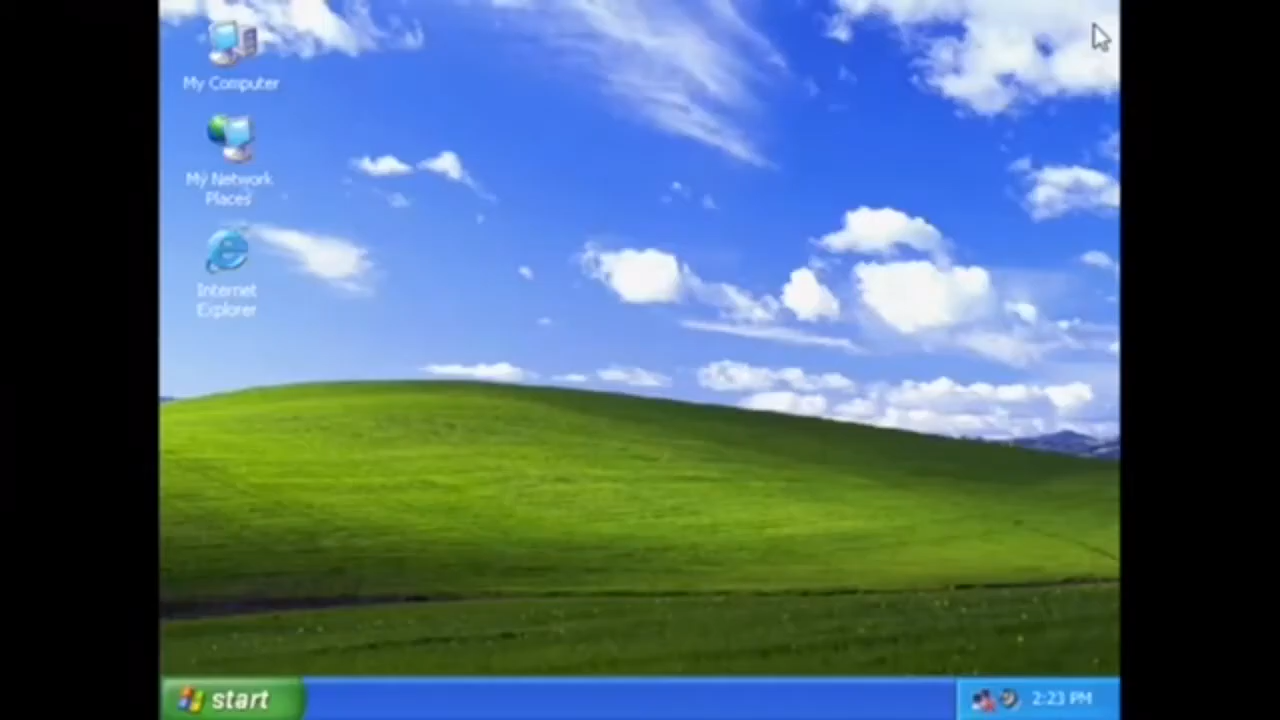 My Computer
My Network
Places
Internet
Explorer
start
2:23 PM